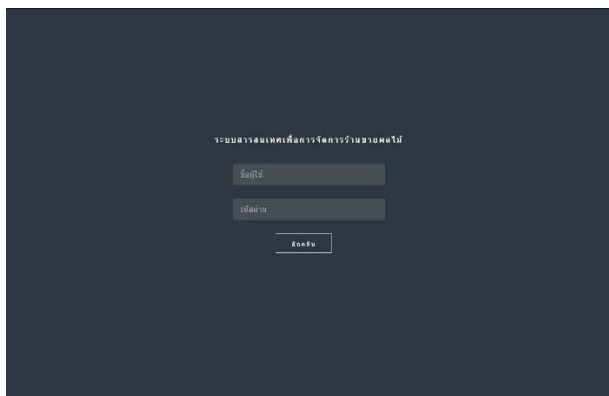 ระบบสารสนเทศเพื่อการจัดการร้านขายผลไม้
ชื่อผู้ใช้
รหัสผ่าน
ล็อคอิน